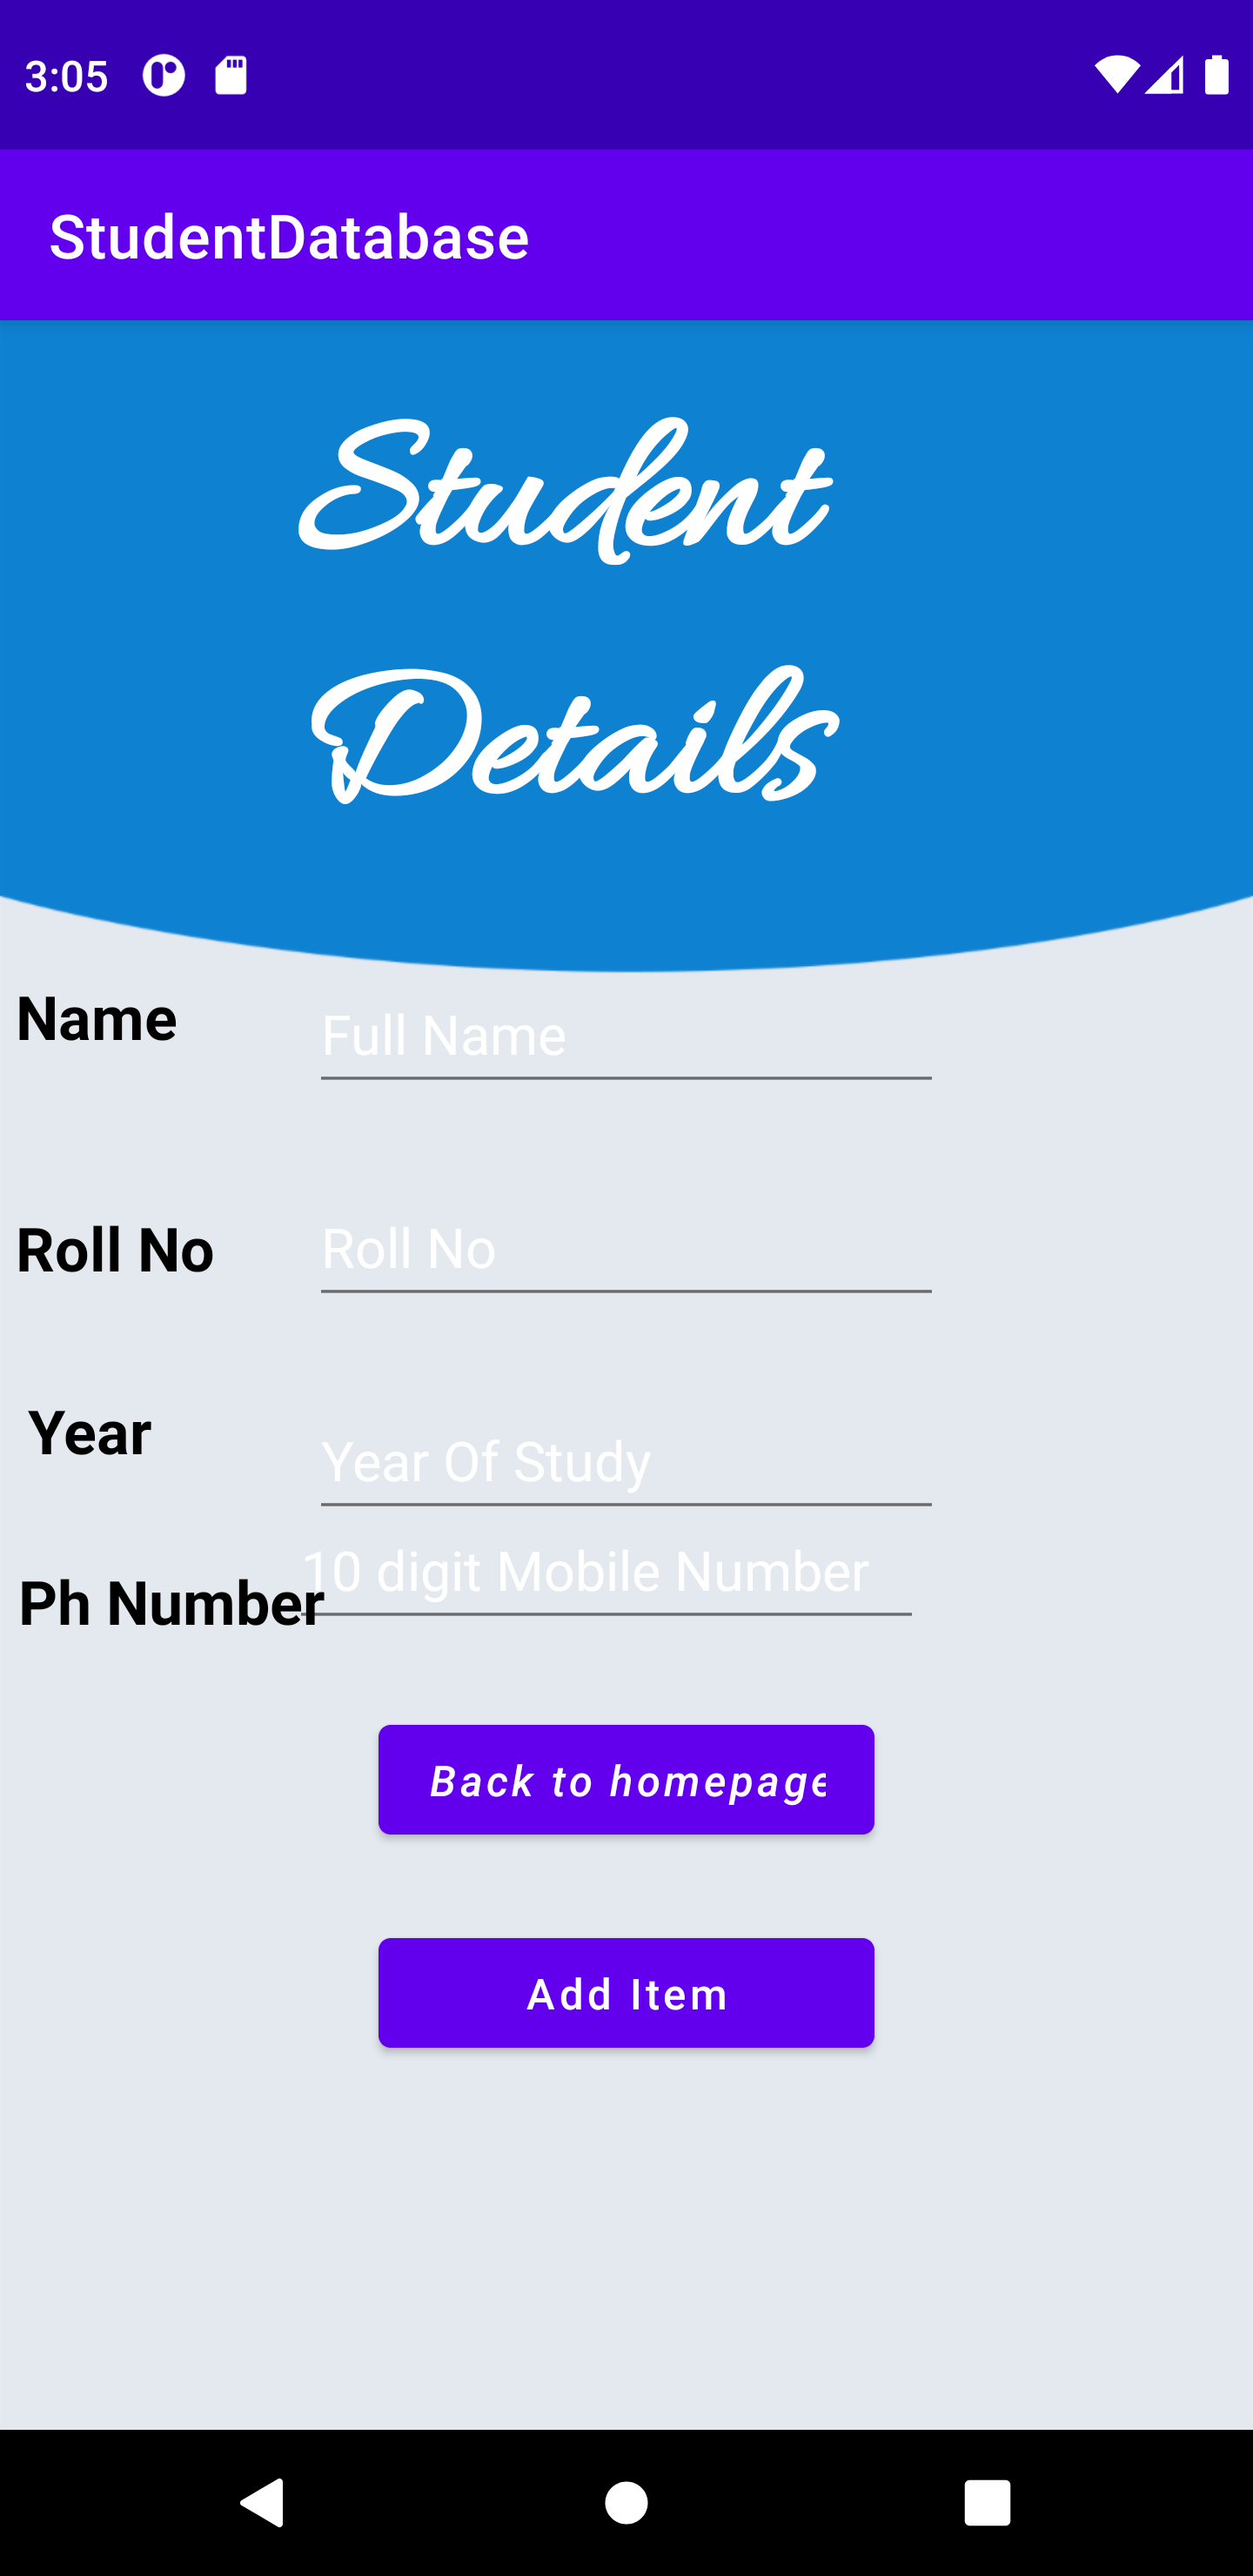 3:05
StudentDatabase
Student
Details
Name
Full Name
Roll No
Roll No
Year
Year Of Study
10 digit Mobile Number
Ph Number
Back to homepage
Add Item